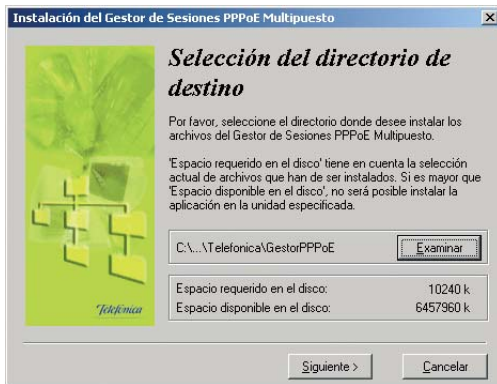 Instalación del Gestor de Sesiones PPPoE Multipuesto
Selección del directorio de
destino
Por favor, seleccione el directorio donde desee instalar los
archivos del Gestor de Sesiones PPPoE Multipuesto.
'Espacio requerido en el disco' tiene en cuenta la selección
actual de archivos que han de ser instalados. Si es mayor que
'Espacio disponible en el disco', no será posible instalar la
aplicación en la unidad especificada.
C:\...\Telefonica\GestorPPPoE Examinar
Espacio requerido en el disco: 10240 k
Espacio disponible en el disco: 6457960 k
Telefónica
Siguiente > Cancelar